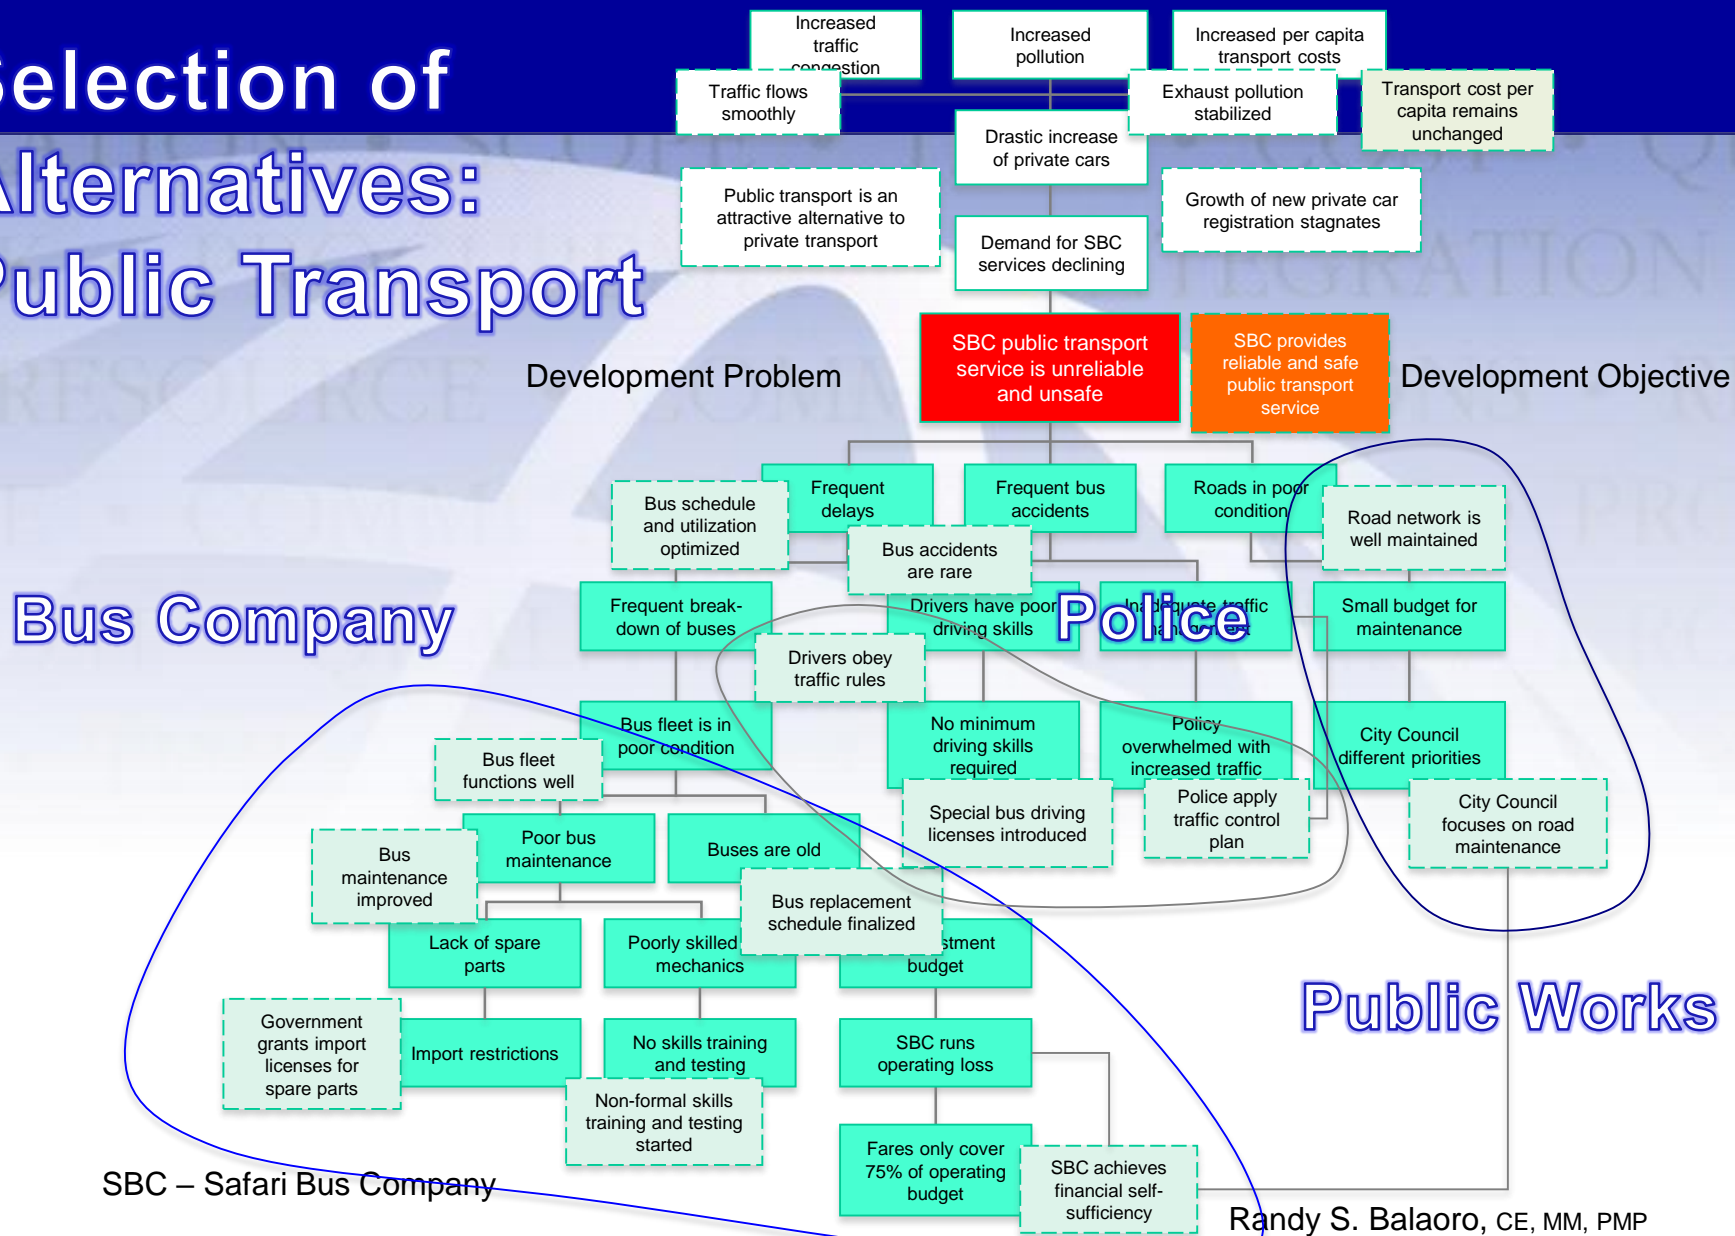 Selection of
Alternatives:
Public Transport
Increased
traffic
congestion
Increased
pollution
Increased per capita
transport costs
Traffic flows
smoothly
Exhaust pollution
stabilized
Transport cost per
capita remains
unchanged
Drastic increase
of private cars
Public transport is an
attractive alternative to
private transport
Growth of new private car
registration stagnates
Demand for SBC
services declining
Development Problem
SBC public transport
service is unreliable
and unsafe
SBC provides
reliable and safe
public transport
service
Development Objective
Frequent
delays
Frequent bus
accidents
Roads in poor
condition
Bus schedule
and utilization
optimized
Bus accidents
are rare
Road network is
well maintained
Bus Company
Frequent break-
down of buses
Drivers have poor
driving skills
Police
Inadequate traffic
management
Small budget for
maintenance
Drivers obey
traffic rules
Bus fleet is in
poor condition
No minimum
driving skills
required
Policy
overwhelmed with
increased traffic
City Council
different priorities
Bus fleet
functions well
Special bus driving
licenses introduced
Police apply
traffic control
plan
City Council
focuses on road
maintenance
Poor bus
maintenance
Buses are old
Bus
maintenance
improved
Bus replacement
schedule finalized
Lack of spare
parts
Poorly skilled
mechanics
budget
Public Works
Government
grants import
licenses for
spare parts
Import restrictions
No skills training
and testing
SBC runs
operating loss
Non-formal skills
training and testing
started
Fares only cover
75% of operating
budget
SBC achieves
financial self-
sufficiency
SBC – Safari Bus Company
Randy S. Balaoro, CE, MM, PMP